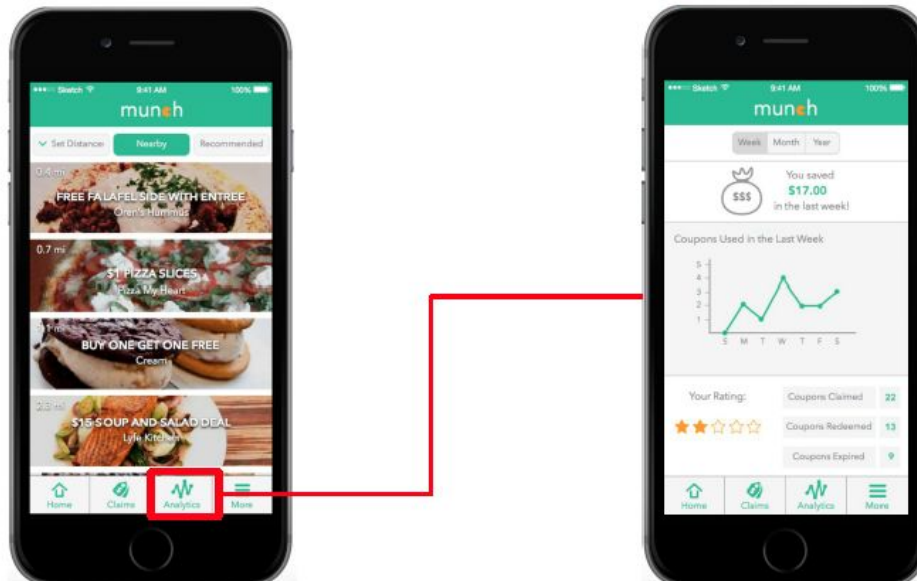 Sketch 9:41 AM 100%
munch
Set Distance Nearby Recommended
0.4 mi
FREE FALAFEL SIDE WITH ENTREE
Oren's Hummus
0.7 mi
$1 PIZZA SLICES
Pizza My Heart
mi
BUY ONE GET ONE FREE
Cream
2.3 mi
$15 SOUP AND SALAD DEAL
Lyfe Kitchen
Home Claims Analytics More
Sketch 9:41 AM 100%
munch
Week Month Year
$$$
You saved
$17.00
in the last week!
Coupons Used in the Last Week
5
4
3
2
1
S M T W T F S
Your Rating:
Coupons Claimed 22
Coupons Redeemed 13
Coupons Expired 9
Home Claims Analytics More